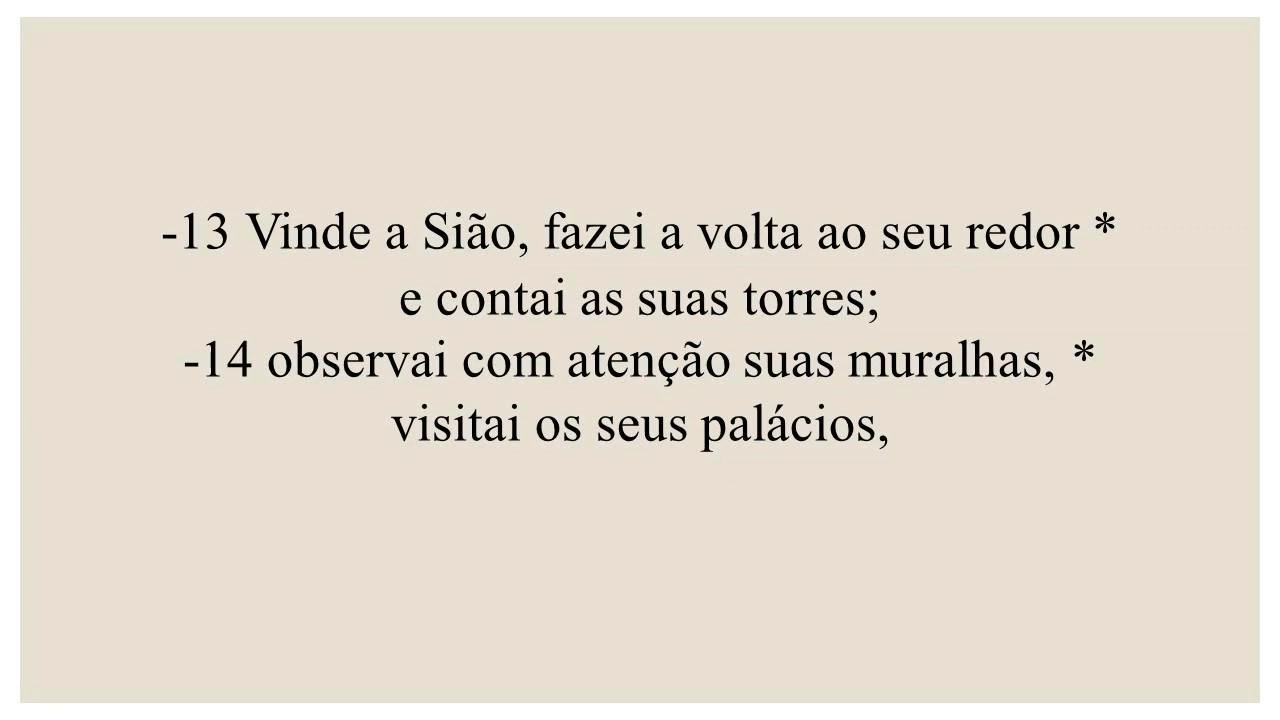 -13 Vinde a Sião, fazei a volta ao seu redor *
e contai as suas torres;
-14 observai com atenção suas muralhas, *
visitai os seus palácios,